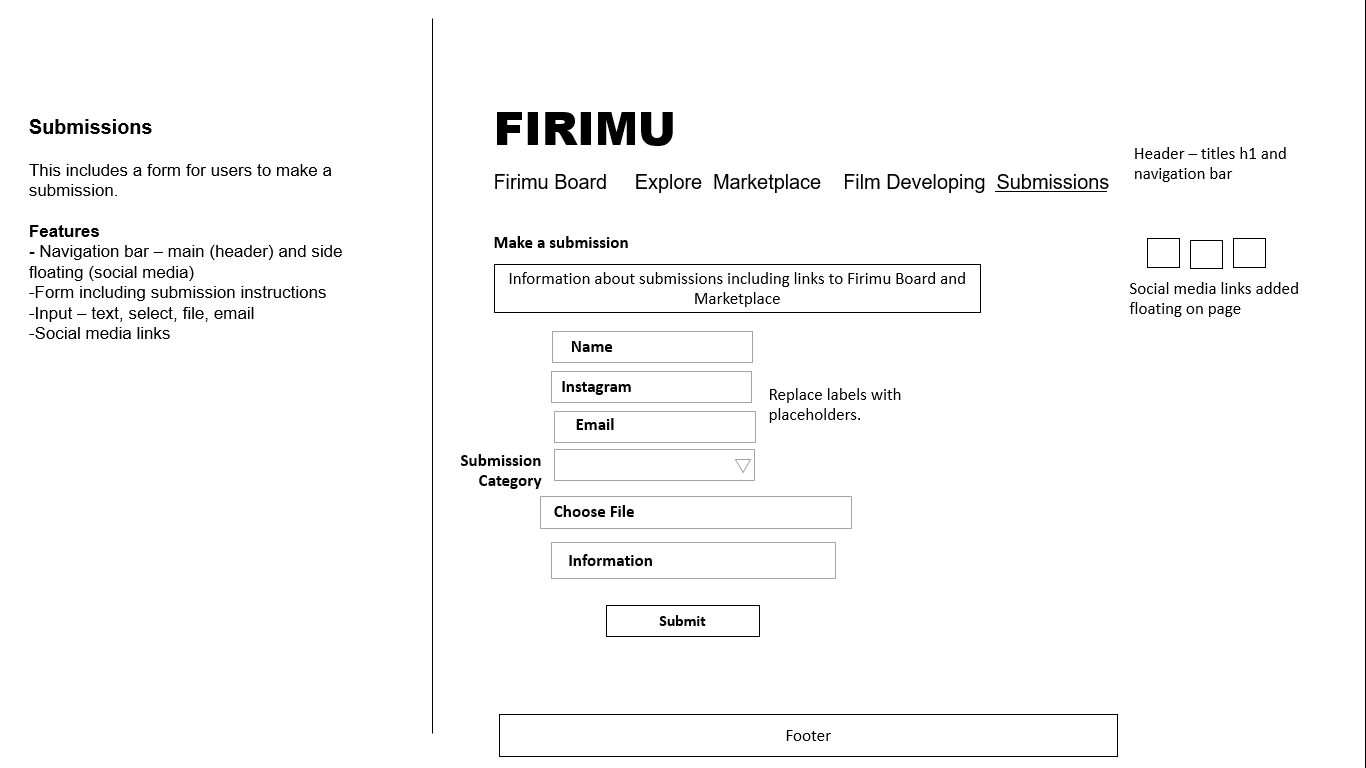 Submissions
This includes a form for users to make a
submission.
Features
- Navigation bar – main (header) and side
floating (social media)
-Form including submission instructions
-Input – text, select, file, email
-Social media links
FIRIMU
Firimu Board Explore Marketplace Film Developing Submissions
Header – titles h1 and
navigation bar
Make a submission
Information about submissions including links to Firimu Board and
Marketplace
Social media links added
floating on page
Name
Instagram
Replace labels with
placeholders.
Email
Submission
Category
Choose File
Information
Submit
Footer